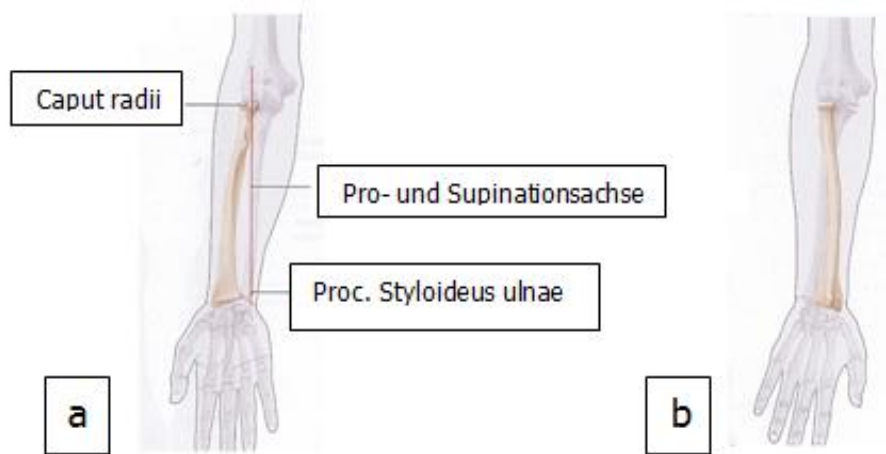 Caput radii
Pro- und Supinationsachse
Proc. Styloideus ulnae
a
b